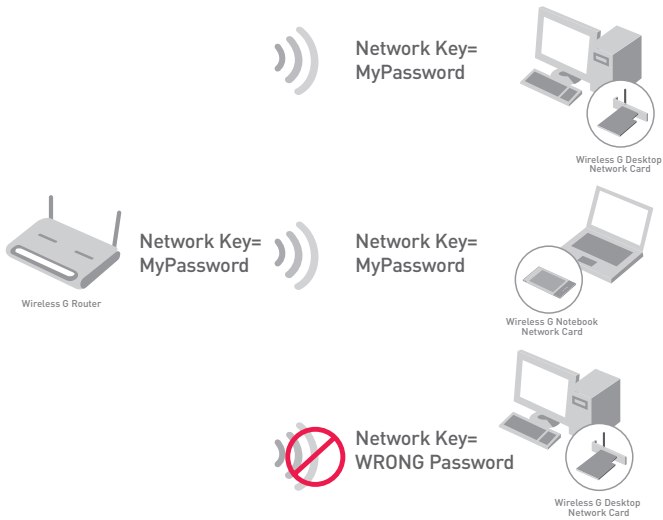 Network Key=
MyPassword
Wireless G Desktop
Network Card
Network Key=
MyPassword
Wireless G Router
Network Key=
MyPassword
Wireless G Notebook
Network Card
Network Key=
WRONG Password
Wireless G Desktop
Network Card